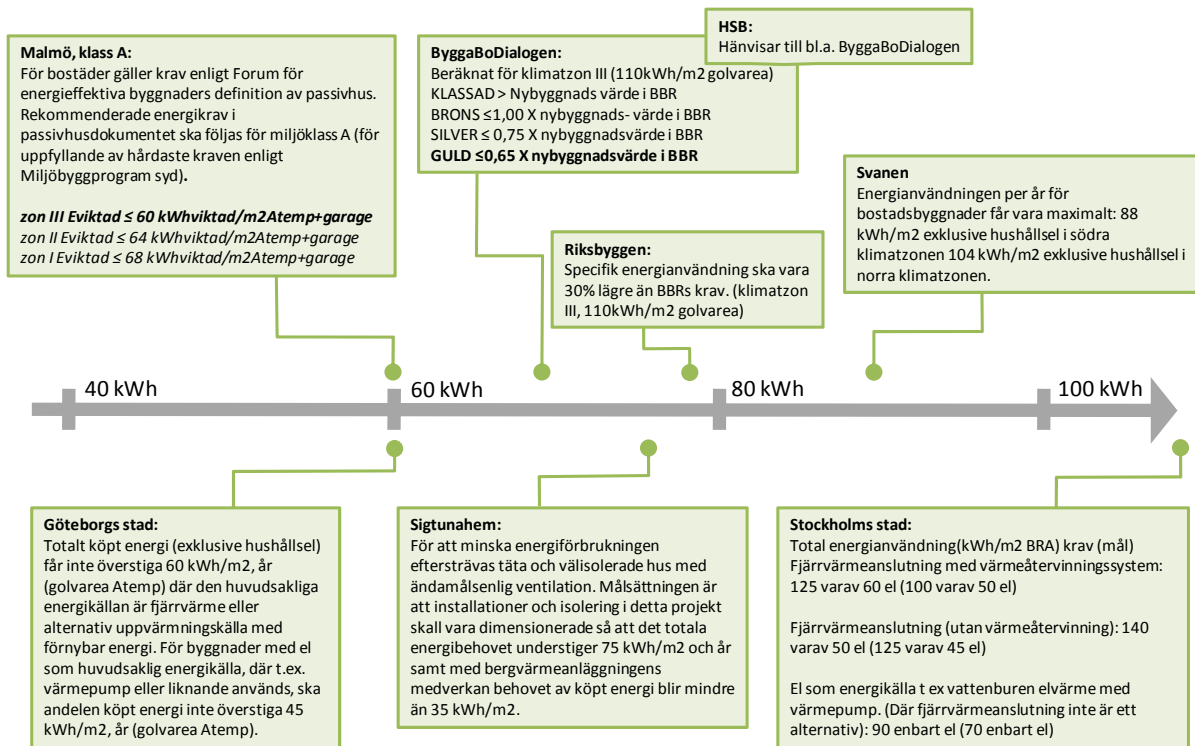 Malmö, klass A:
För bostäder gäller krav enligt Forum för
energieffektiva byggnaders definition av passivhus.
Rekommenderade energikrav i
passivhusdokumentet ska följas för miljöklass A (för
uppfyllande av hårdaste kraven enligt
Miljöbyggprogram syd).
zon III Eviktad ≤ 60 kWhviktad/m2Atemp+garage
zon II Eviktad ≤ 64 kWhviktad/m2Atemp+garage
zon I Eviktad ≤ 68 kWhviktad/m2Atemp+garage
ByggaBoDialogen:
Beräknat för klimatzon III (110kWh/m2 golvarea)
KLASSAD > Nybyggnads värde i BBR
BRONS ≤1,00 X nybyggnads- värde i BBR
SILVER ≤ 0,75 X nybyggnadsvärde i BBR
GULD ≤0,65 X nybyggnadsvärde i BBR
HSB:
Hänvisar till bl.a. ByggaBoDialogen
Riksbyggen:
Specifik energianvändning ska vara
30% lägre än BBRs krav. (klimatzon
III, 110kWh/m2 golvarea)
Svanen
Energianvändningen per år för
bostadsbyggnader får vara maximalt: 88
kWh/m2 exklusive hushållsel i södra
klimatzonen 104 kWh/m2 exklusive hushållsel i
norra klimatzonen.
40 kWh
60 kWh
80 kWh
100 kWh
Göteborgs stad:
Totalt köpt energi (exklusive hushållsel)
får inte överstiga 60 kWh/m2, år
(golvarea Atemp) där den huvudsakliga
energikällan är fjärrvärme eller
alternativ uppvärmningskälla med
förnybar energi. För byggnader med el
som huvudsaklig energikälla, där t.ex.
värmepump eller liknande används, ska
andelen köpt energi inte överstiga 45
kWh/m2, år (golvarea Atemp).
Sigtunahem:
För att minska energiförbrukningen
eftersträvas täta och välisolerade hus med
ändamålsenlig ventilation. Målsättningen är
att installationer och isolering i detta projekt
skall vara dimensionerade så att det totala
energibehovet understiger 75 kWh/m2 och år
samt med bergvärmeanläggningens
medverkan behovet av köpt energi blir mindre
än 35 kWh/m2.
Stockholms stad:
Total energianvändning(kWh/m2 BRA) krav (mål)
Fjärrvärmeanslutning med värmeåtervinningssystem:
125 varav 60 el (100 varav 50 el)
Fjärrvärmeanslutning (utan värmeåtervinning): 140
varav 50 el (125 varav 45 el)
El som energikälla t ex vattenburen elvärme med
värmepump. (Där fjärrvärmeanslutning inte är ett
alternativ): 90 enbart el (70 enbart el)